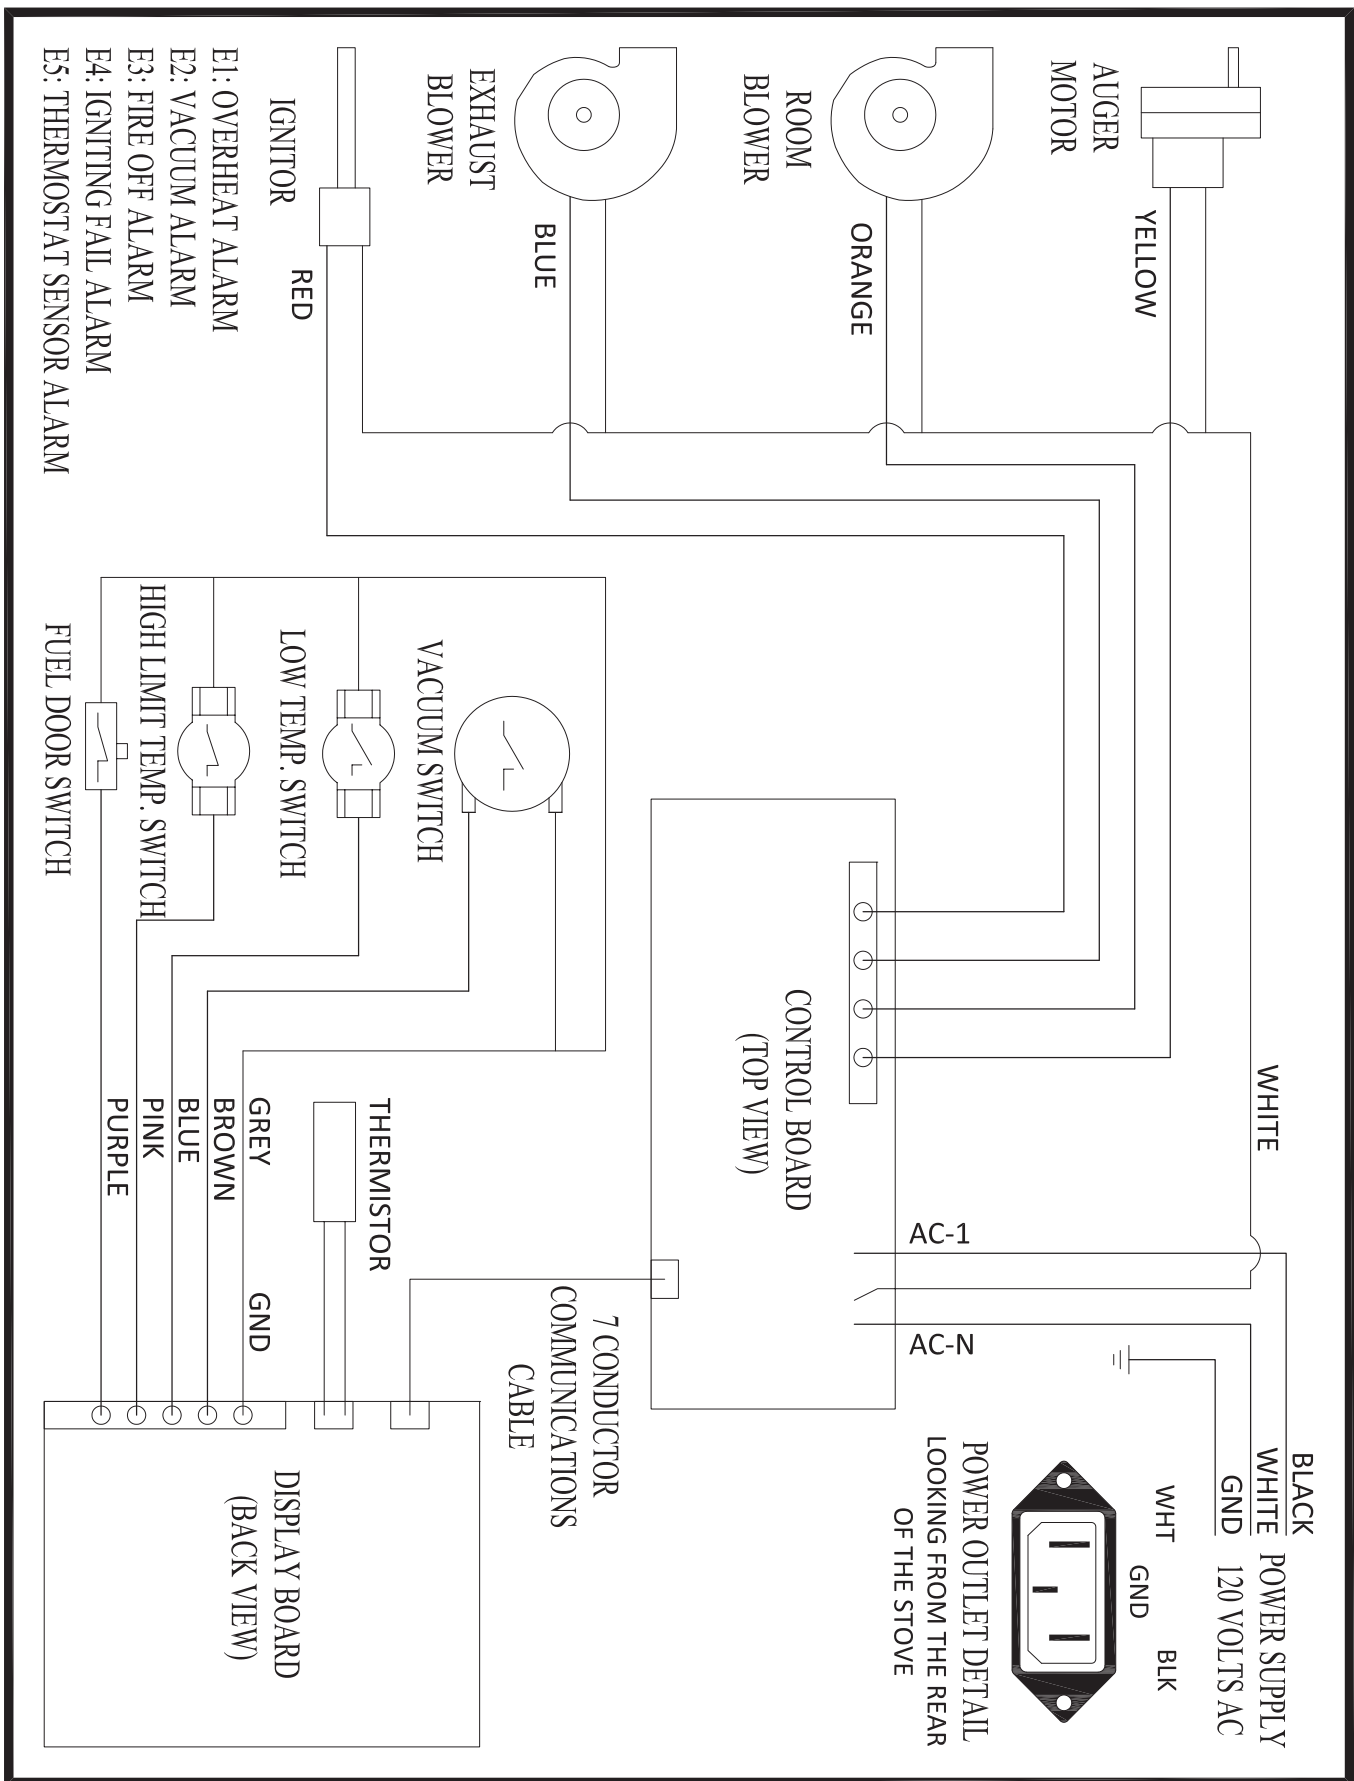 AUGER
MOTOR
YELLOW
ROOM
BLOWER
ORANGE
EXHAUST
BLOWER
BLUE
IGNITOR
RED
E1: OVERHEAT ALARM
E2: VACUUM ALARM
E3: FIRE OFF ALARM
E4: IGNITING FAIL ALARM
E5: THERMOSTAT SENSOR ALARM
VACUUM SWITCH
LOW TEMP. SWITCH
HIGH LIMIT TEMP. SWITCH
FUEL DOOR SWITCH
WHITE
CONTROL BOARD
(TOP VIEW)
AC-1
AC-N
THERMISTOR
GREY
BROWN
BLUE
PINK
PURPLE
GND
7 CONDUCTOR
COMMUNICATIONS
CABLE
DISPLAY BOARD
(BACK VIEW)
BLACK
WHITE
GND
POWER SUPPLY
120 VOLTS AC
WHT
GND
BLK
POWER OUTLET DETAIL
LOOKING FROM THE REAR
OF THE STOVE